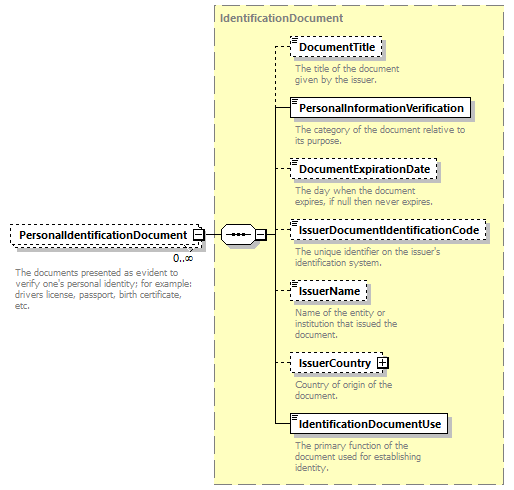 IdentificationDocument
DocumentTitle
The title of the document
given by the issuer.
PersonalInformationVerification
The category of the document relative to
its purpose.
DocumentExpirationDate
The day when the document
expires, if null then never expires.
PersonalIdentificationDocument
0..∞
The documents presented as evident to
verify one's personal identity; for example:
drivers license, passport, birth certificate,
etc.
IssuerDocumentIdentificationCode
The unique identifier on the issuer's
identification system.
IssuerName
Name of the entity or
institution that issued the
document.
IssuerCountry
Country of origin of the
document.
IdentificationDocumentUse
The primary function of the
document used for establishing
identity.